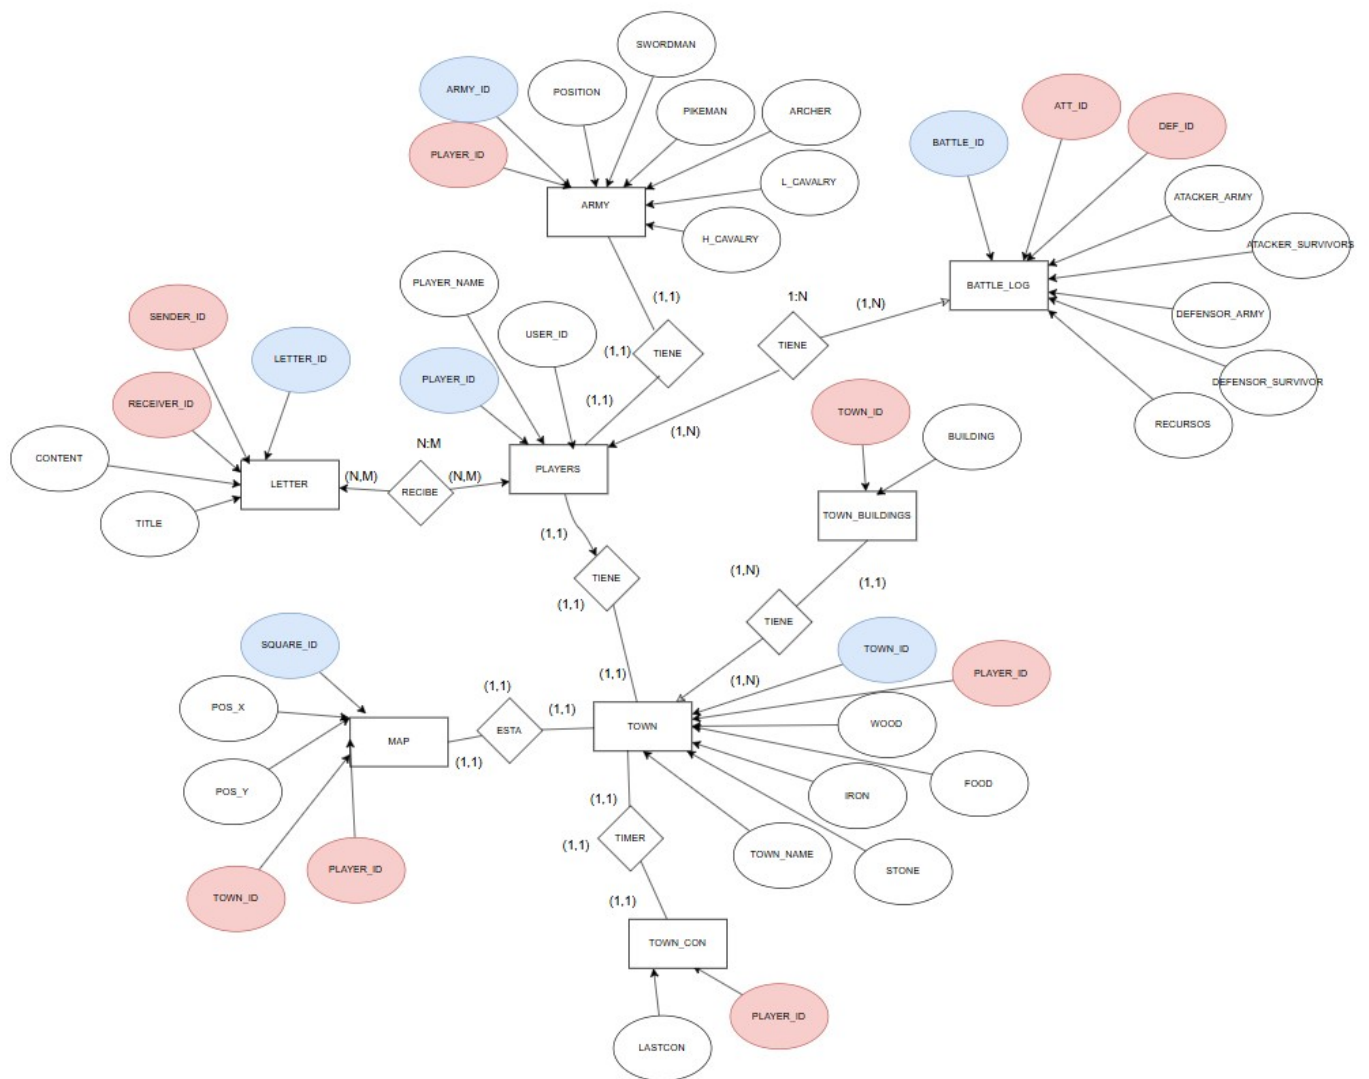 SWORDMAN
ARMY_ID
POSITION
PIKEMAN
ARCHER
PLAYER_ID
L_CAVALRY
ARMY
H_CAVALRY
ATT_ID
DEF_ID
BATTLE_ID
ATACKER_ARMY
ATACKER_SURVIVORS
BATTLE_LOG
DEFENSOR_ARMY
DEFENSOR_SURVIVOR
RECURSOS
PLAYER_NAME
USER_ID
PLAYER_ID
(1,1)
TIENE
(1,1)
(1,1)
1:N
(1,N)
TIENE
(1,N)
SENDER_ID
LETTER_ID
RECEIVER_ID
CONTENT
TITLE
LETTER
N:M
(N,M)
RECIBE
(N,M)
PLAYERS
TOWN_ID
BUILDING
TOWN_BUILDINGS
(1,1)
TIENE
(1,1)
(1,1)
(1,N)
(1,1)
TIENE
(1,N)
SQUARE_ID
POS_X
POS_Y
MAP
TOWN_ID
PLAYER_ID
(1,1)
(1,1)
ESTA
(1,1)
TOWN
TOWN_ID
PLAYER_ID
WOOD
FOOD
IRON
STONE
TOWN_NAME
(1,1)
TIMER
(1,1)
(1,1)
TOWN_CON
LASTCON
PLAYER_ID